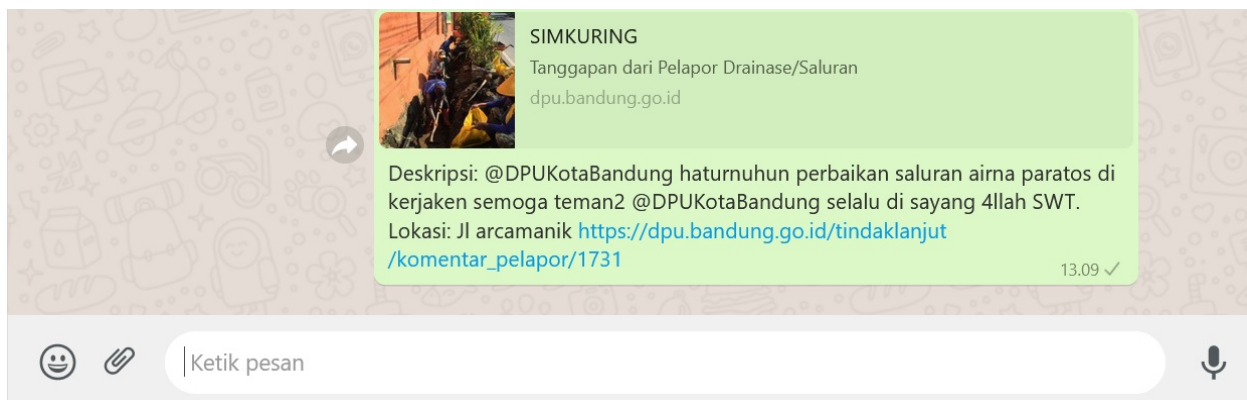 SIMKURING
Tanggapan dari Pelapor Drainase/Saluran
dpu.bandung.go.id
Deskripsi: @DPUKotaBandung haturnuhun perbaikan saluran airna paratos di
kerjaken semoga teman2 @DPUKotaBandung selalu di sayang 4llah SWT.
Lokasi: Jl arcamanik https://dpu.bandung.go.id/tindaklanjut
/komentar_pelapor/1731
13.09
Ketik pesan